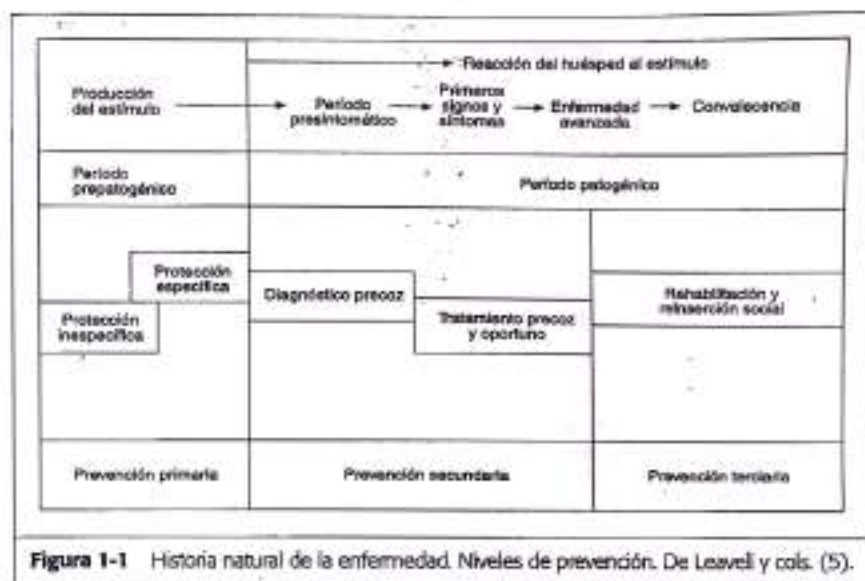 Reacción del huésped al estímulo
Producción
del estímulo
Período
presintomático
Primeros
signos y
síntomas
Enfermedad
avanzada
Convalecencia
Período
prepatogénico
Período patogénico
Protección
específica
Protección
inespecífica
Diagnóstico precoz
Tratamiento precoz
y oportuno
Rehabilitación y
reinserción social
Prevención primaria
Prevención secundaria
Prevención terciaria
Figura 1-1 Historia natural de la enfermedad. Niveles de prevención. De Leavell y cols. (5).